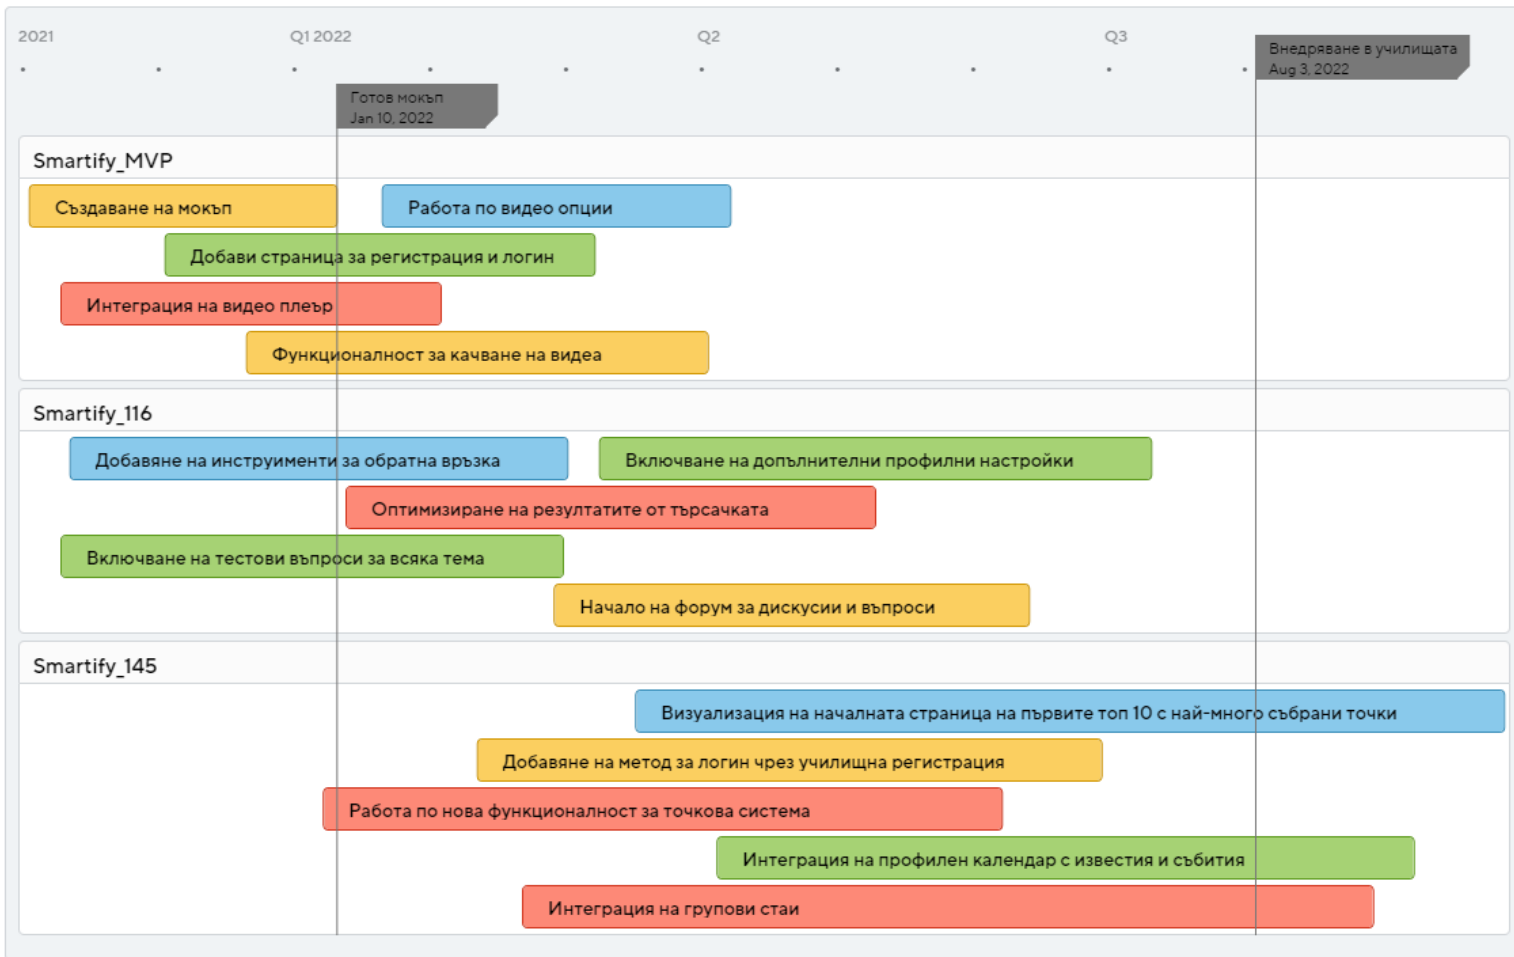 2021 Q1 2022 Q2 Q3
Внедряване в училищата
Aug 3, 2022
Готов мокъп
Jan 10, 2022
Smartify_MVP
Създаване на мокъп
Работа по видео опции
Добави страница за регистрация и логин
Интеграция на видео плеър
Функционалност за качване на видеа
Smartify_116
Добавяне на инструименти за обратна връзка
Включване на допълнителни профилни настройки
Оптимизиране на резултатите от търсачката
Включване на тестови въпроси за всяка тема
Начало на форум за дискусии и въпроси
Smartify_145
Визуализация на началната страница на първите топ 10 с най-много събрани точки
Добавяне на метод за логин чрез училищна регистрация
Работа по нова функционалност за точкова система
Интеграция на профилен календар с известия и събития
Интеграция на групови стаи